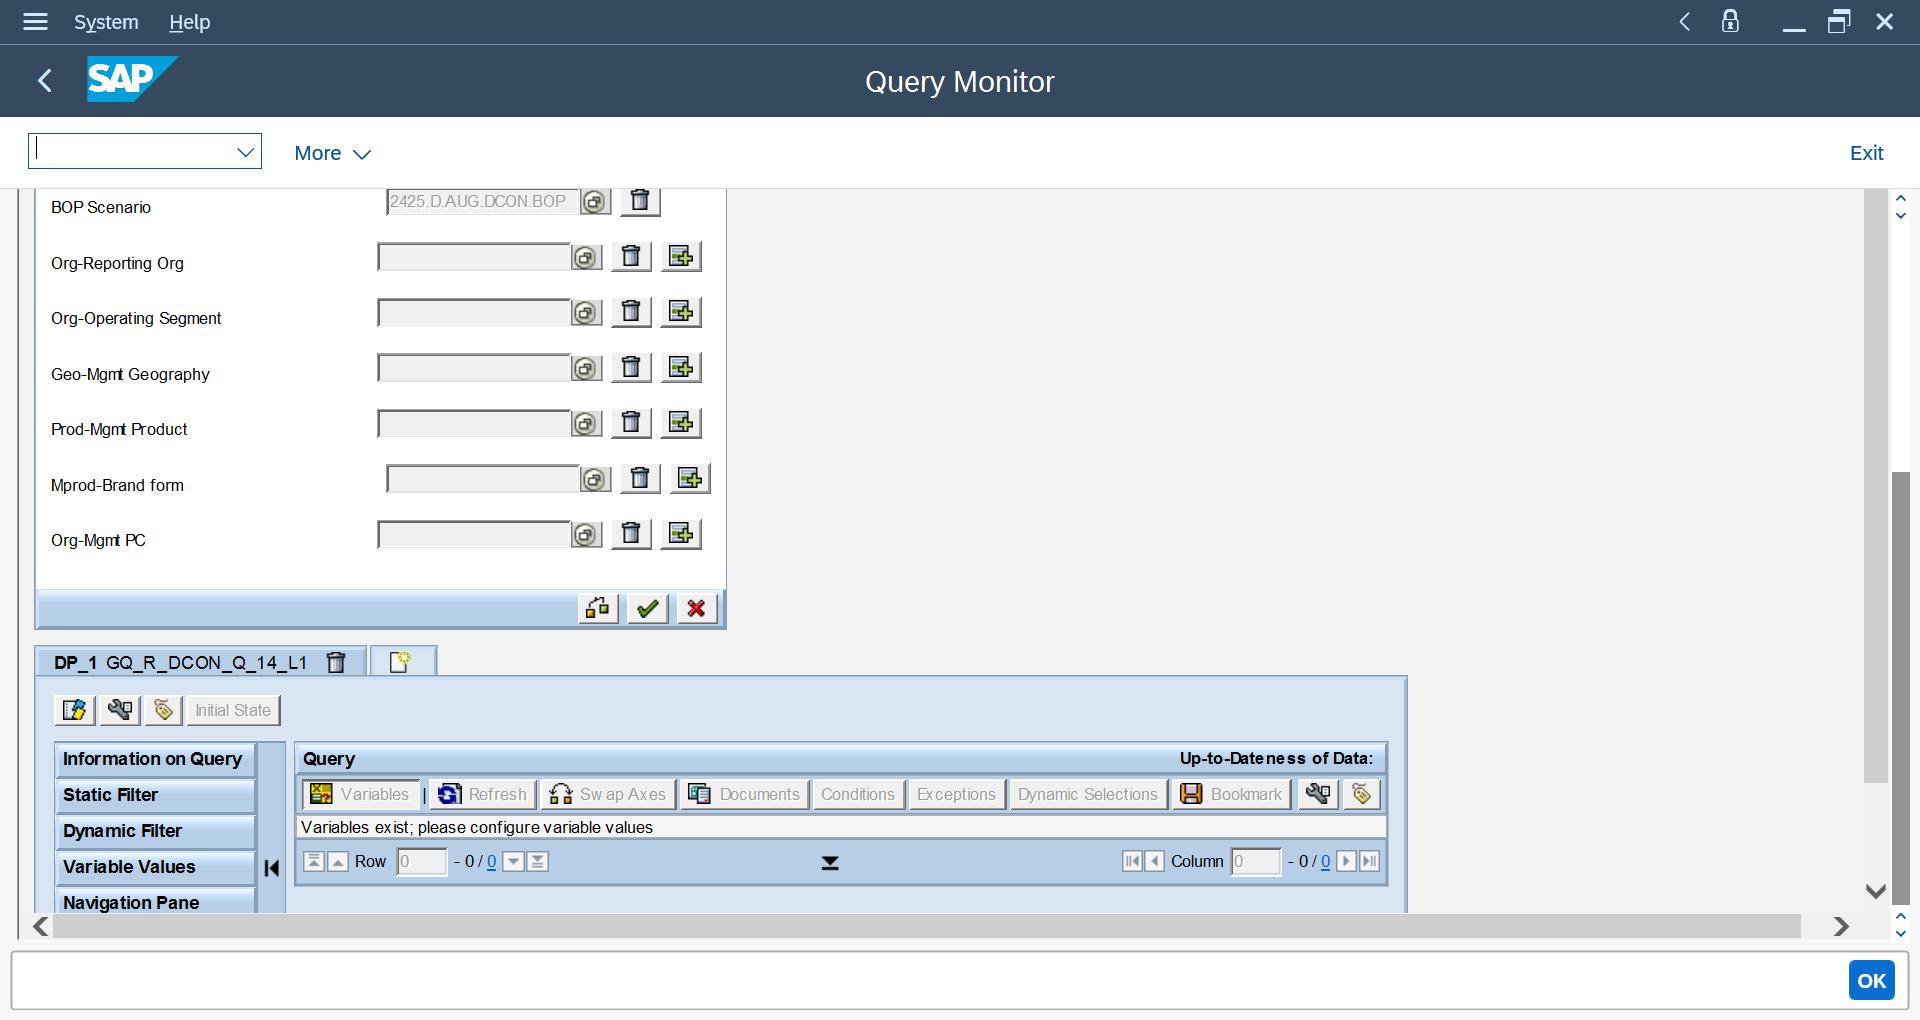 System Help
SAP
Query Monitor
More
Exit
BOP Scenario 2425.D.AUG.DCON.BOP
Org-Reporting Org
Org-Operating Segment
Geo-Mgmt Geography
Prod-Mgmt Product
Mprod-Brand form
Org-Mgmt PC
DP_1 GQ_R_DCON_Q_14_L1
Initial State
Information on Query
Static Filter
Dynamic Filter
Variable Values
Navigation Pane
Query Up-to-Dateness of Data:
Variables | Refresh Swap Axes Documents Conditions Exceptions Dynamic Selections Bookmark
Variables exist; please configure variable values
Row 0 - 0 / 0 Column 0 - 0 / 0
OK